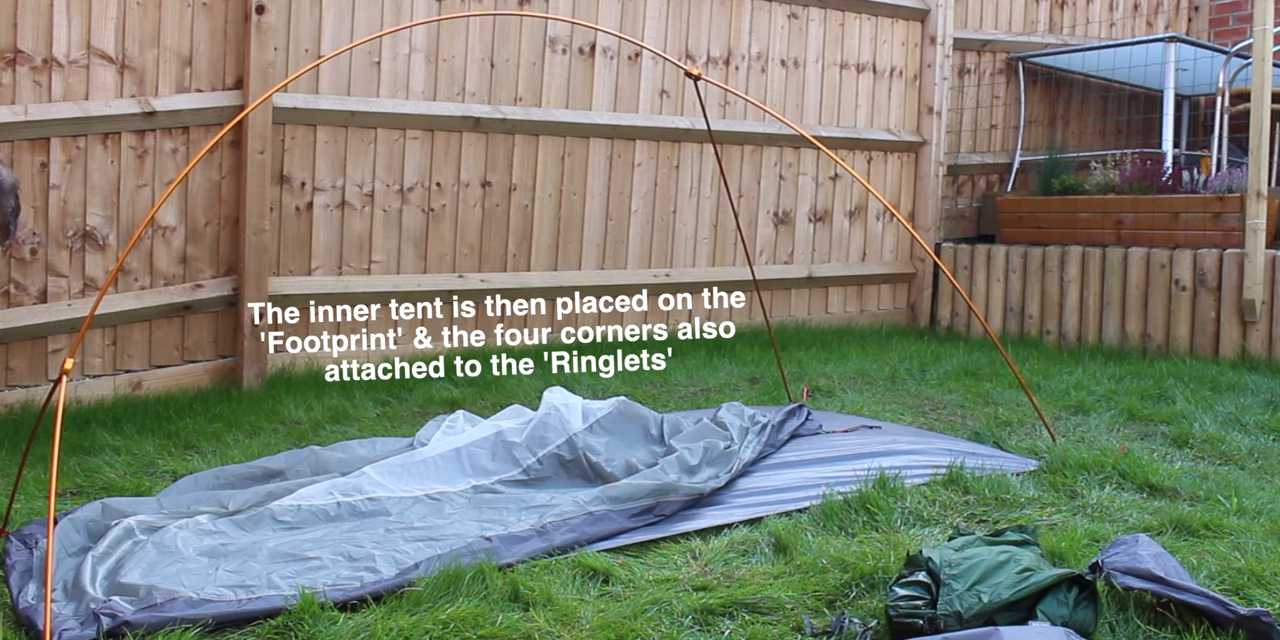 The inner tent is then placed on the
'Footprint' & the four corners also
attached to the 'Ringlets'